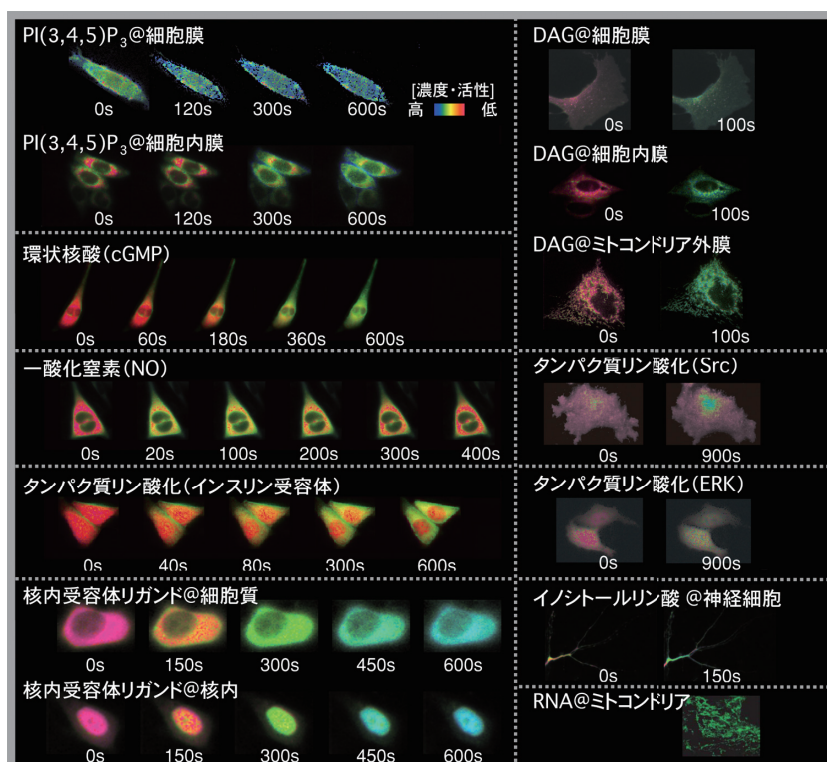 PI(3,4,5)P3@細胞膜
0s 120s 300s 600s
[濃度・活性]
高 低
PI(3,4,5)P3@細胞内膜
0s 120s 300s 600s
環状核酸(cGMP)
0s 60s 180s 360s 600s
一酸化窒素(NO)
0s 20s 100s 200s 300s 400s
タンパク質リン酸化(インスリン受容体)
0s 40s 80s 300s 600s
核内受容体リガンド@細胞質
0s 150s 300s 450s 600s
核内受容体リガンド@核内
0s 150s 300s 450s 600s
DAG@細胞膜
0s 100s
DAG@細胞内膜
0s 100s
DAG@ミトコンドリア外膜
0s 100s
タンパク質リン酸化(Src)
0s 900s
タンパク質リン酸化(ERK)
0s 900s
イノシトールリン酸 @神経細胞
0s 150s
RNA@ミトコンドリア